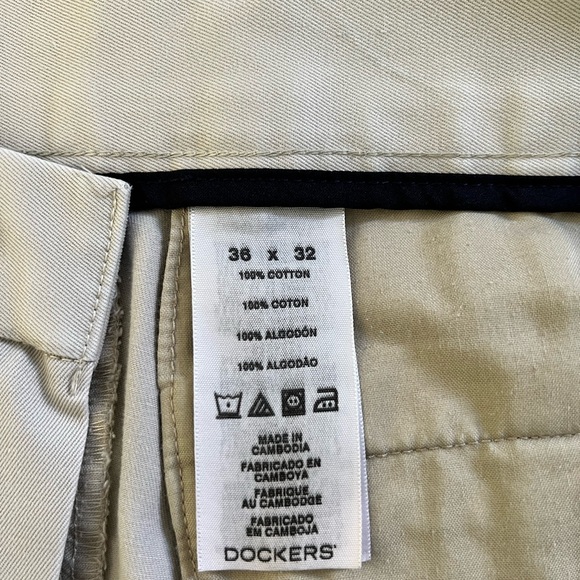 36 x 32
100% COTTON
100% COTON
100% ALGODÓN
100% ALGODÃO
MADE IN
CAMBODIA
FABRICADO EN
CAMBOYA
FABRIQUE
AU CAMBODGE
FABRICADO
EM CAMBOJA
DOCKERS®